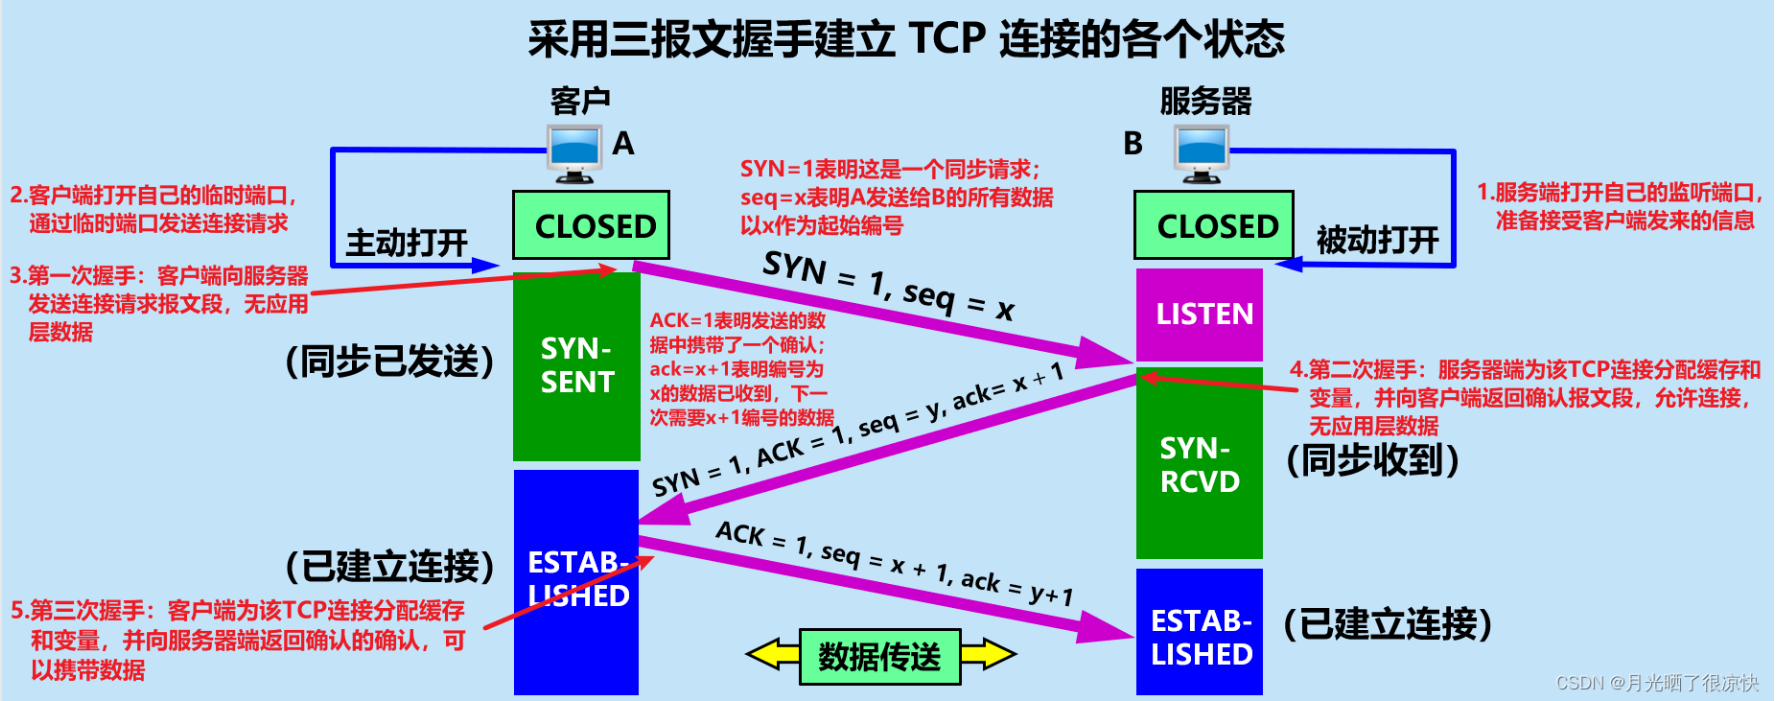 采用三报文握手建立 TCP 连接的各个状态
客户
服务器
A
B
2.客户端打开自己的临时端口，
通过临时端口发送连接请求
主动打开
CLOSED
SYN=1表明这是一个同步请求；
seq=x表明A发送给B的所有数据
以x作为起始编号
CLOSED
被动打开
1.服务端打开自己的监听端口，
准备接受客户端发来的信息
3.第一次握手：客户端向服务器
发送连接请求报文段，无应用
层数据
SYN = 1, seq = x
LISTEN
（同步已发送）
SYN-
SENT
ACK=1表明发送的数
据中携带了一个确认；
ack=x+1表明编号为
x的数据已收到，下一
次需要x+1编号的数据
4.第二次握手：服务器端为该TCP连接分配缓存和
变量，并向客户端返回确认报文段，允许连接，
无应用层数据
SYN = 1, ACK = 1, seq = y, ack= x + 1
SYN-
RCVD
（同步收到）
ACK = 1, seq = x + 1, ack = y+1
（已建立连接）
ESTAB-
LISHED
5.第三次握手：客户端为该TCP连接分配缓存
和变量，并向服务器端返回确认的确认，可
以携带数据
数据传送
ESTAB-
LISHED
（已建立连接）
CSDN @月光晒了很凉快